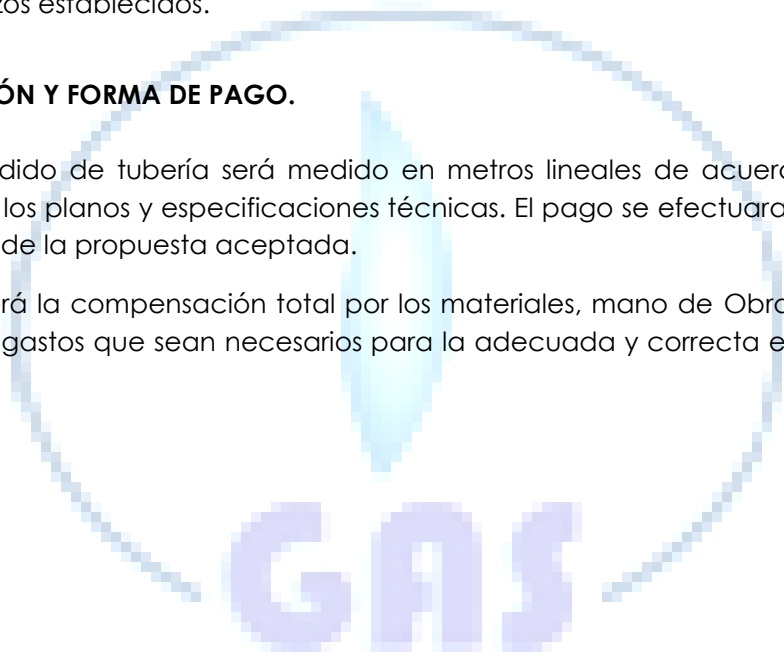 zos establecidos.
ÓN Y FORMA DE PAGO.
dido de tubería será medido en metros lineales de acuerd
los planos y especificaciones técnicas. El pago se efectuara
de la propuesta aceptada.
rá la compensación total por los materiales, mano de Obra
gastos que sean necesarios para la adecuada y correcta e
GAS